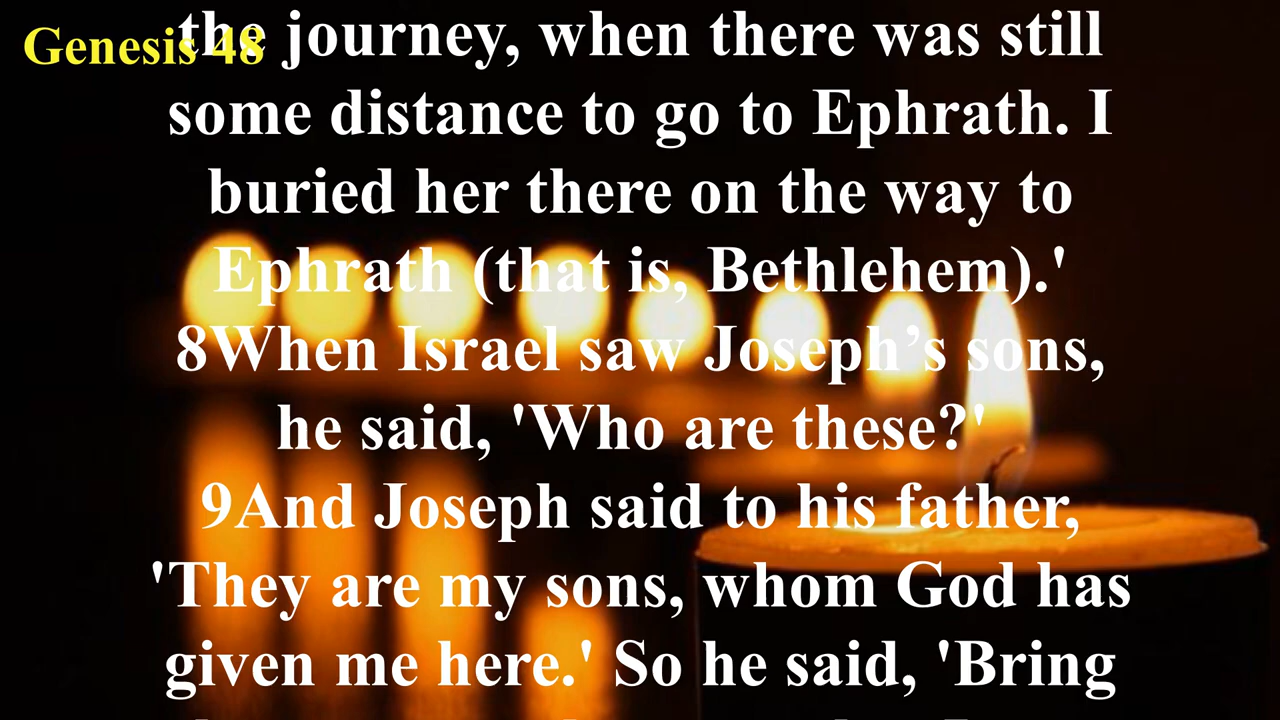 Genesis 48
the journey, when there was still
some distance to go to Ephrath. I
buried her there on the way to
Ephrath (that is, Bethlehem).'
8When Israel saw Joseph’s sons,
he said, 'Who are these?'
9And Joseph said to his father,
'They are my sons, whom God has
given me here.' So he said, 'Bring